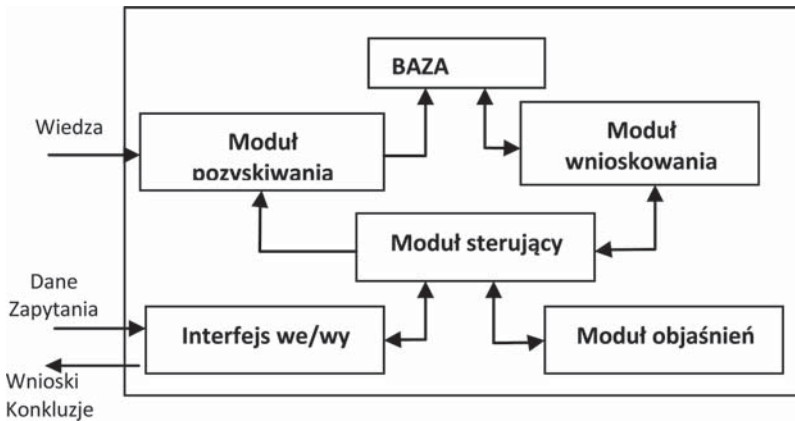 BAZA
Wiedza
Moduł
pozyskiwania
Moduł
wnioskowania
Moduł sterujący
Dane
Zapytania
Interfejs we/wy
Moduł objaśnień
Wnioski
Konkluzje